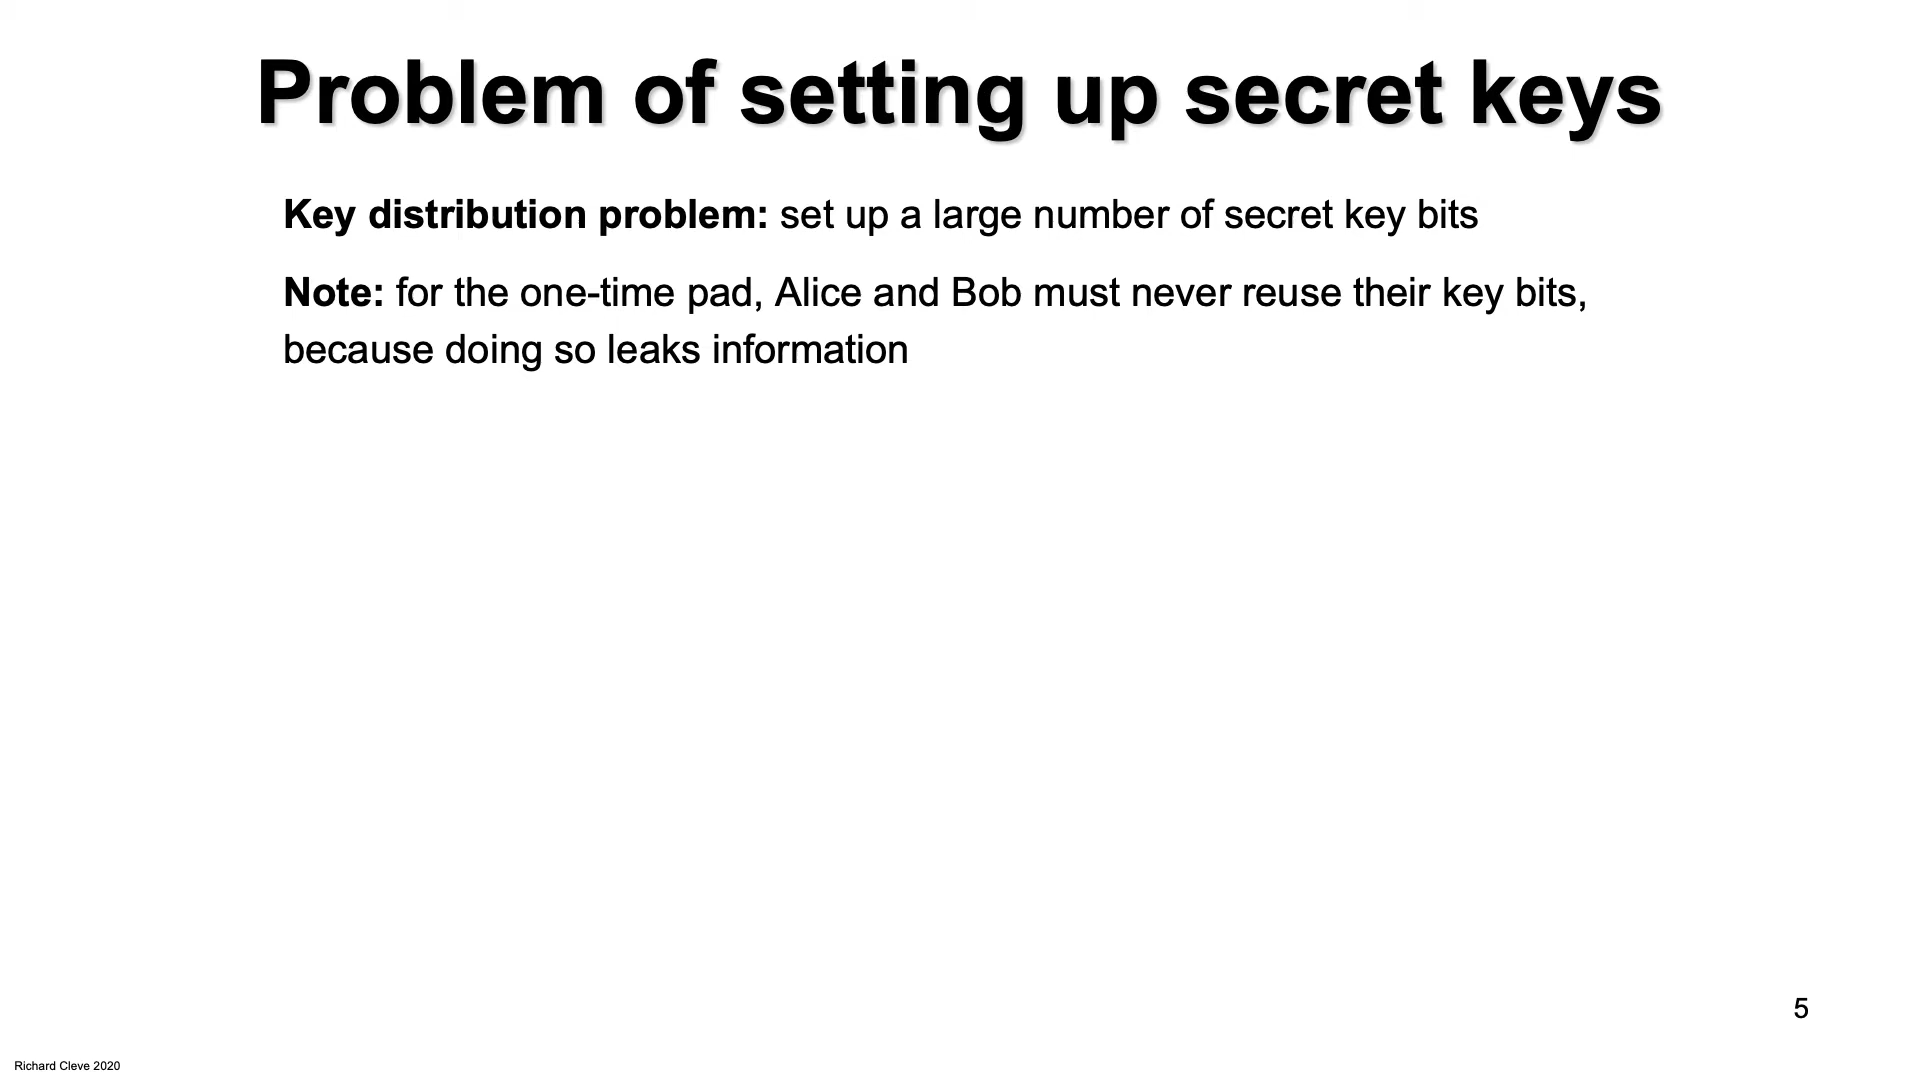 Problem of setting up secret keys
Key distribution problem: set up a large number of secret key bits
Note: for the one-time pad, Alice and Bob must never reuse their key bits,
because doing so leaks information
5
Richard Cleve 2020